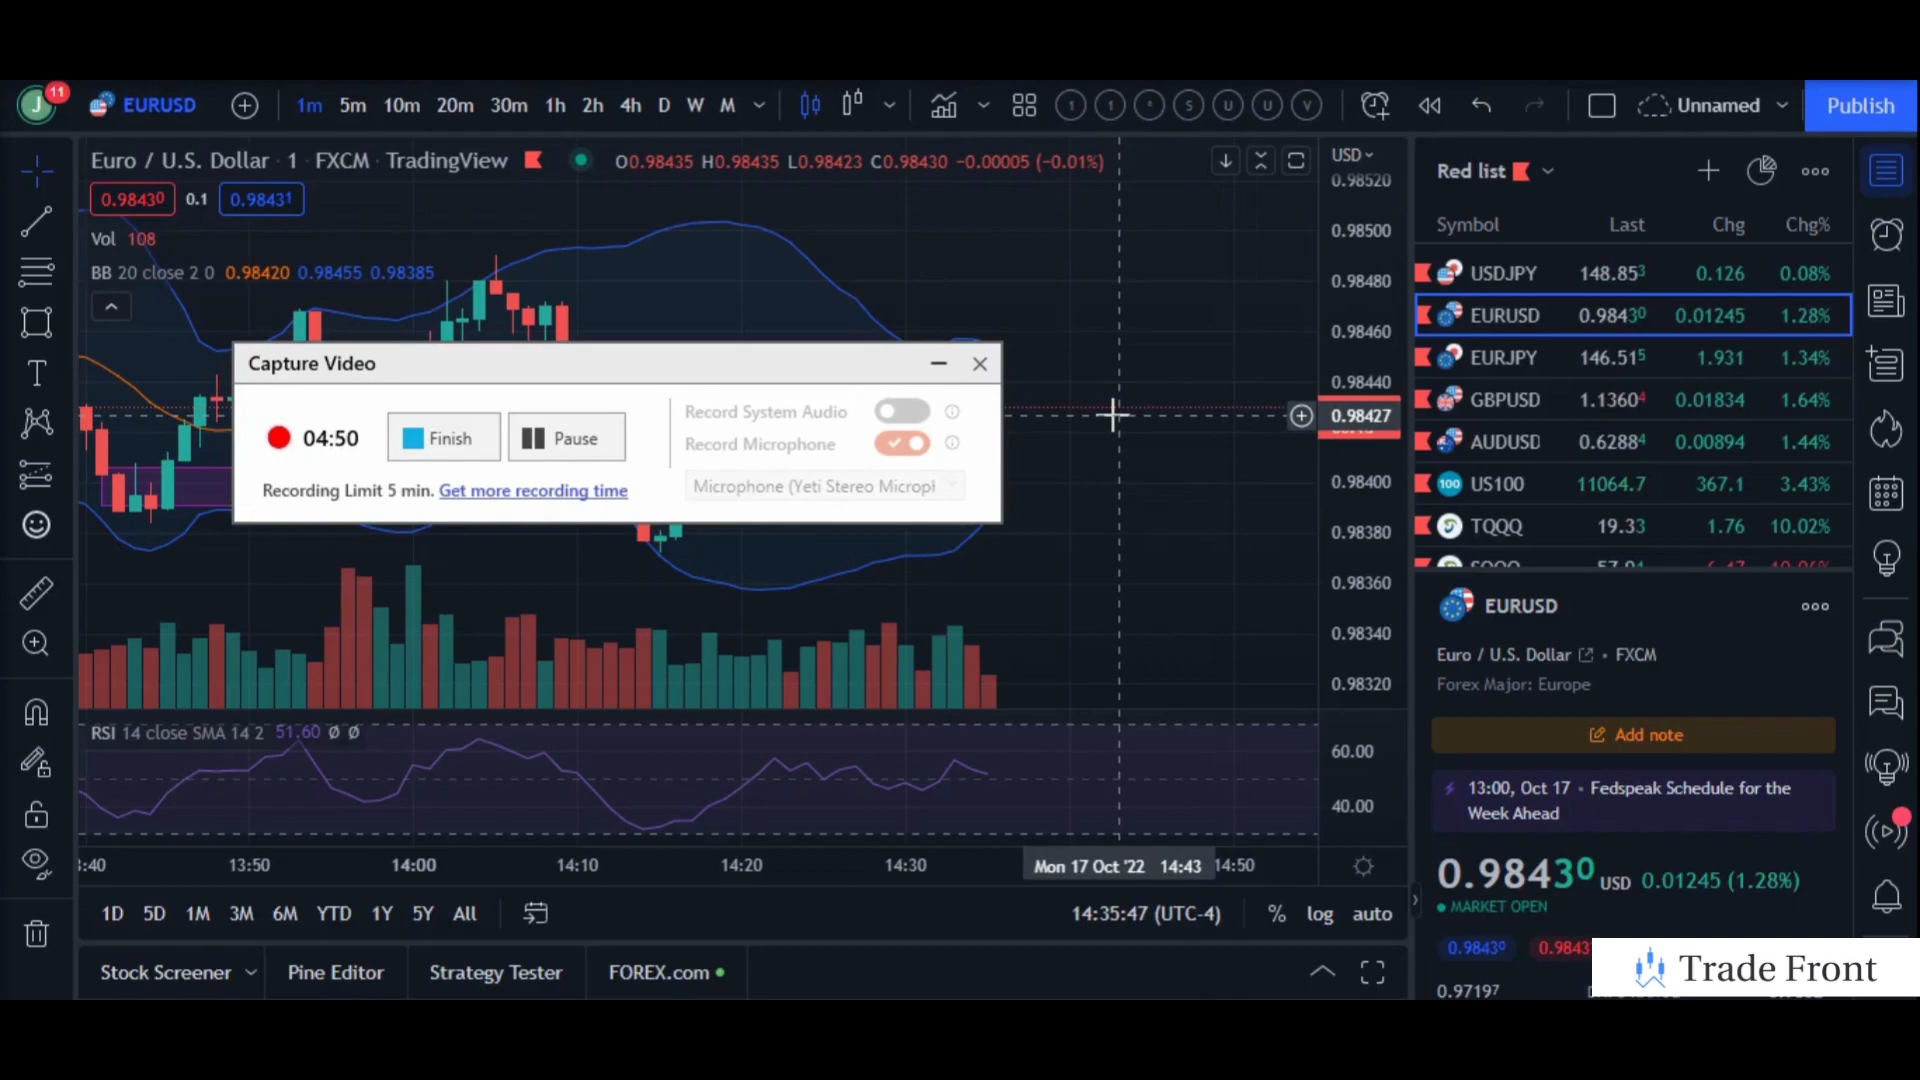 J 11 EURUSD 1m 5m 10m 20m 30m 1h 2h 4h D W M 1 1 * S U U V Unnamed Publish
Euro / U.S. Dollar · 1 · FXCM · TradingView O0.98435 H0.98435 L0.98423 C0.98430 −0.00005 (−0.01%)
0.98430 0.1 0.98431
Vol 108
BB 20 close 2 0 0.98420 0.98455 0.98385
USD
0.98520
0.98500
0.98480
0.98460
0.98440
0.98427
0.98400
0.98380
0.98360
0.98340
0.98320
Capture Video
04:50 Finish Pause
Recording Limit 5 min. Get more recording time
Record System Audio
Record Microphone
Microphone (Yeti Stereo Microph
RSI 14 close SMA 14 2 51.60 Ø Ø
60.00
40.00
:40 13:50 14:00 14:10 14:20 14:30 Mon 17 Oct '22 14:43 14:50
1D 5D 1M 3M 6M YTD 1Y 5Y All 14:35:47 (UTC-4) % log auto
Stock Screener Pine Editor Strategy Tester FOREX.com
Red list
Symbol Last Chg Chg%
USDJPY 148.853 0.126 0.08%
EURUSD 0.98430 0.01245 1.28%
EURJPY 146.515 1.931 1.34%
GBPUSD 1.13604 0.01834 1.64%
AUDUSD 0.62884 0.00894 1.44%
100 US100 11064.7 367.1 3.43%
TQQQ 19.33 1.76 10.02%
EURUSD
Euro / U.S. Dollar • FXCM
Forex Major: Europe
Add note
13:00, Oct 17 • Fedspeak Schedule for the
Week Ahead
0.98430 USD 0.01245 (1.28%)
MARKET OPEN
0.98430 0.9843
Trade Front
0.97197